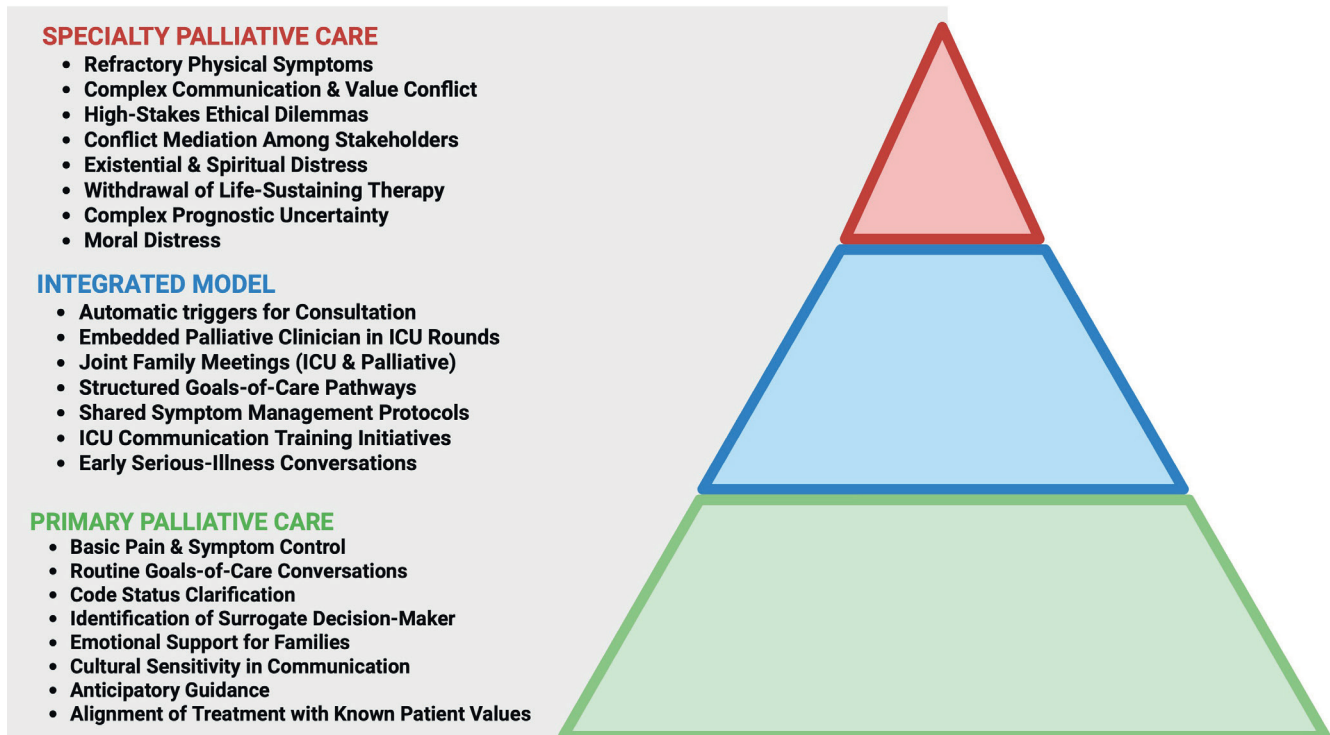 SPECIALTY PALLIATIVE CARE
• Refractory Physical Symptoms
• Complex Communication & Value Conflict
• High-Stakes Ethical Dilemmas
• Conflict Mediation Among Stakeholders
• Existential & Spiritual Distress
• Withdrawal of Life-Sustaining Therapy
• Complex Prognostic Uncertainty
• Moral Distress
INTEGRATED MODEL
• Automatic triggers for Consultation
• Embedded Palliative Clinician in ICU Rounds
• Joint Family Meetings (ICU & Palliative)
• Structured Goals-of-Care Pathways
• Shared Symptom Management Protocols
• ICU Communication Training Initiatives
• Early Serious-Illness Conversations
PRIMARY PALLIATIVE CARE
• Basic Pain & Symptom Control
• Routine Goals-of-Care Conversations
• Code Status Clarification
• Identification of Surrogate Decision-Maker
• Emotional Support for Families
• Cultural Sensitivity in Communication
• Anticipatory Guidance
• Alignment of Treatment with Known Patient Values